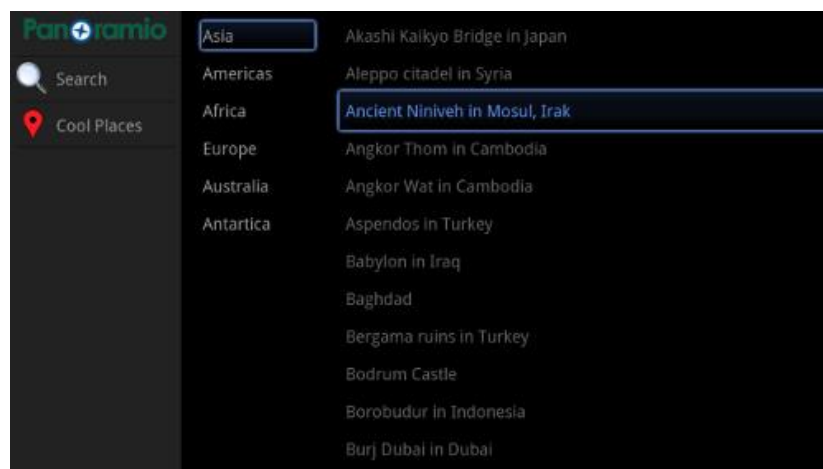 Panoramio
Search
Cool Places
Asia
Americas
Africa
Europe
Australia
Antartica
Akashi Kaikyo Bridge in Japan
Aleppo citadel in Syria
Ancient Niniveh in Mosul, Irak
Angkor Thom in Cambodia
Angkor Wat in Cambodia
Aspendos in Turkey
Babylon in Iraq
Baghdad
Bergama ruins in Turkey
Bodrum Castle
Borobudur in Indonesia
Burj Dubai in Dubai